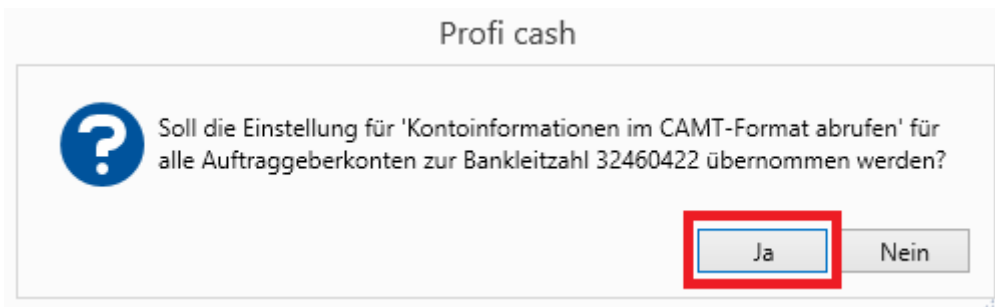 Profi cash
Soll die Einstellung für 'Kontoinformationen im CAMT-Format abrufen' für
alle Auftraggeberkonten zur Bankleitzahl 32460422 übernommen werden?
Ja
Nein